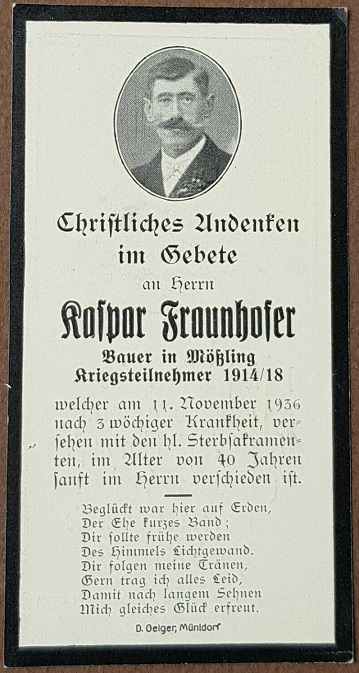 Christliches Andenken
im Gebete
an Herrn
Kaspar Fraunhofer
Bauer in Mößling
Kriegsteilnehmer 1914/18
welcher am 11. November 1936
nach 3 wöchiger Krankheit, ver-
sehen mit den hl. Sterbsakramen-
ten, im Alter von 40 Jahren
sanft im Herrn verschieden ist.
Beglückt war hier auf Erden,
Der Ehe kurzes Band;
Dir sollte frühe werden
Des Himmels Lichtgewand.
Dir folgen meine Tränen,
Gern trag ich alles Leid,
Damit nach langem Sehnen
Mich gleiches Glück erfreut.
D. Geiger, Mühldorf